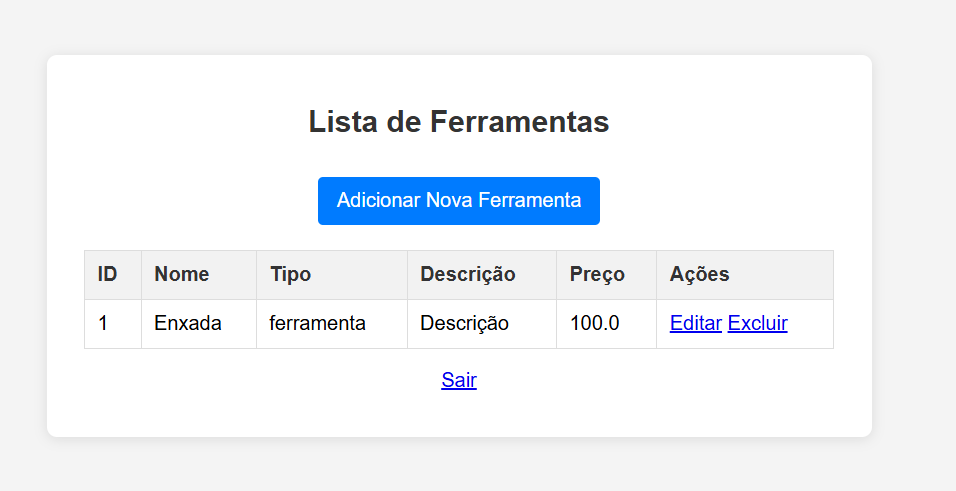 Lista de Ferramentas
Adicionar Nova Ferramenta
ID Nome Tipo Descrição Preço Ações
1 Enxada ferramenta Descrição 100.0 Editar Excluir
Sair